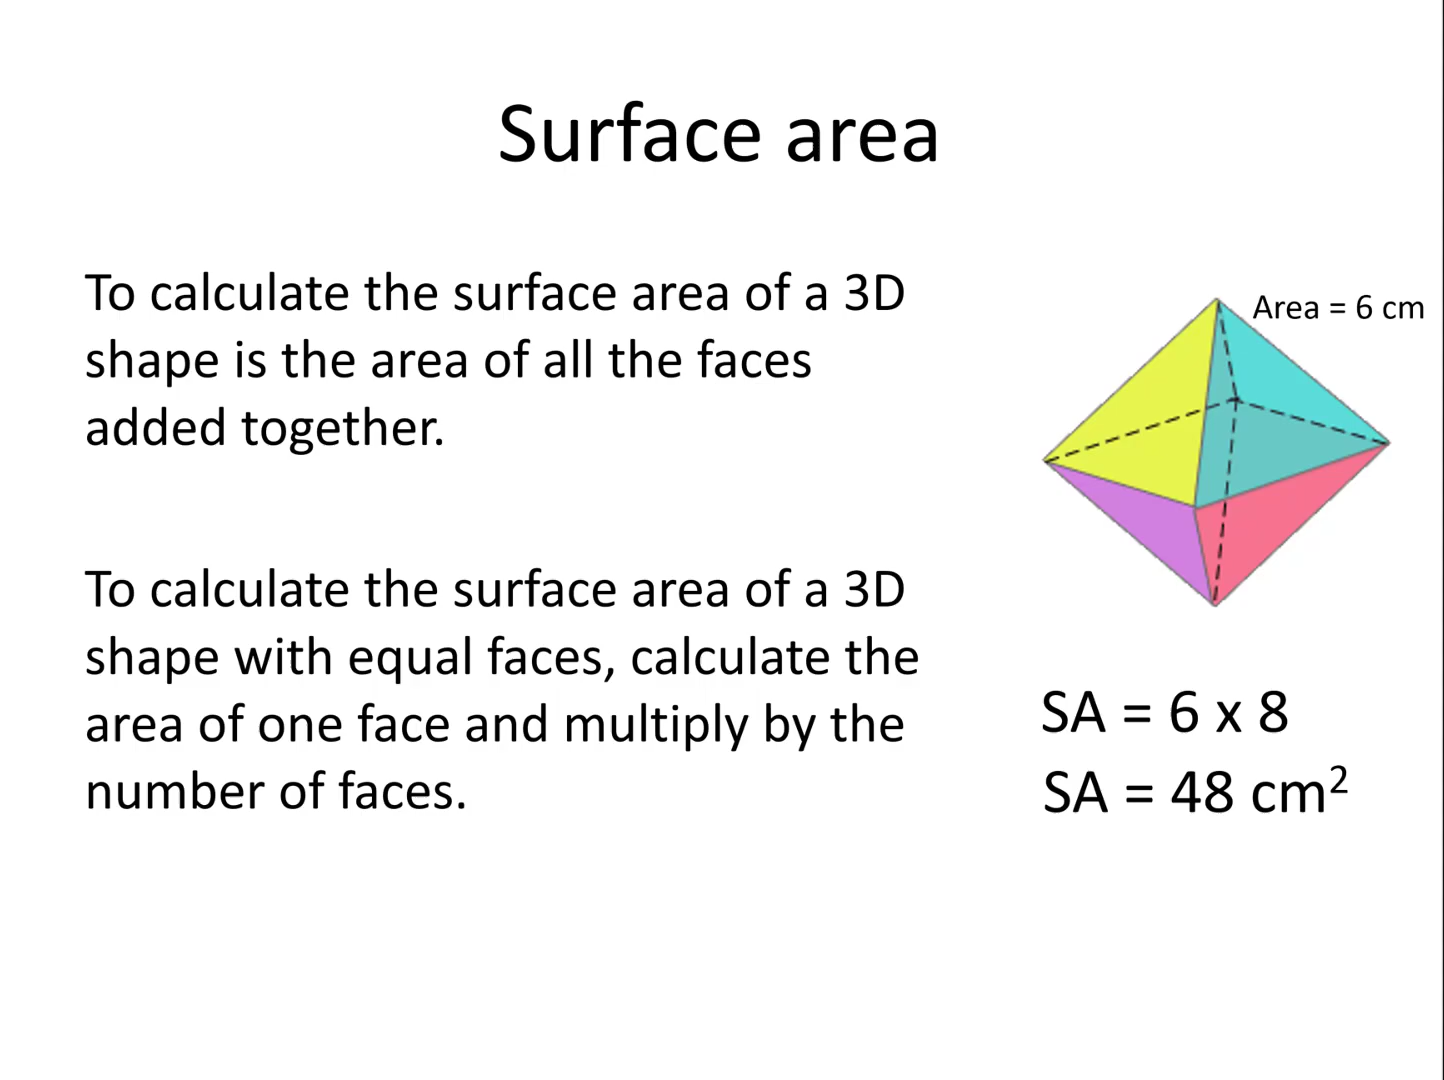 Surface area
To calculate the surface area of a 3D
shape is the area of all the faces
added together.
To calculate the surface area of a 3D
shape with equal faces, calculate the
area of one face and multiply by the
number of faces.
Area = 6 cm
SA = 6 x 8
SA = 48 cm²